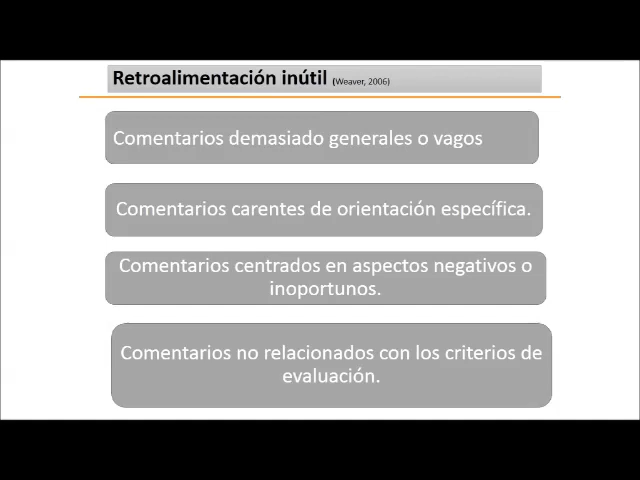 Retroalimentación inútil (Weaver, 2006)
Comentarios demasiado generales o vagos
Comentarios carentes de orientación específica.
Comentarios centrados en aspectos negativos o
inoportunos.
Comentarios no relacionados con los criterios de
evaluación.